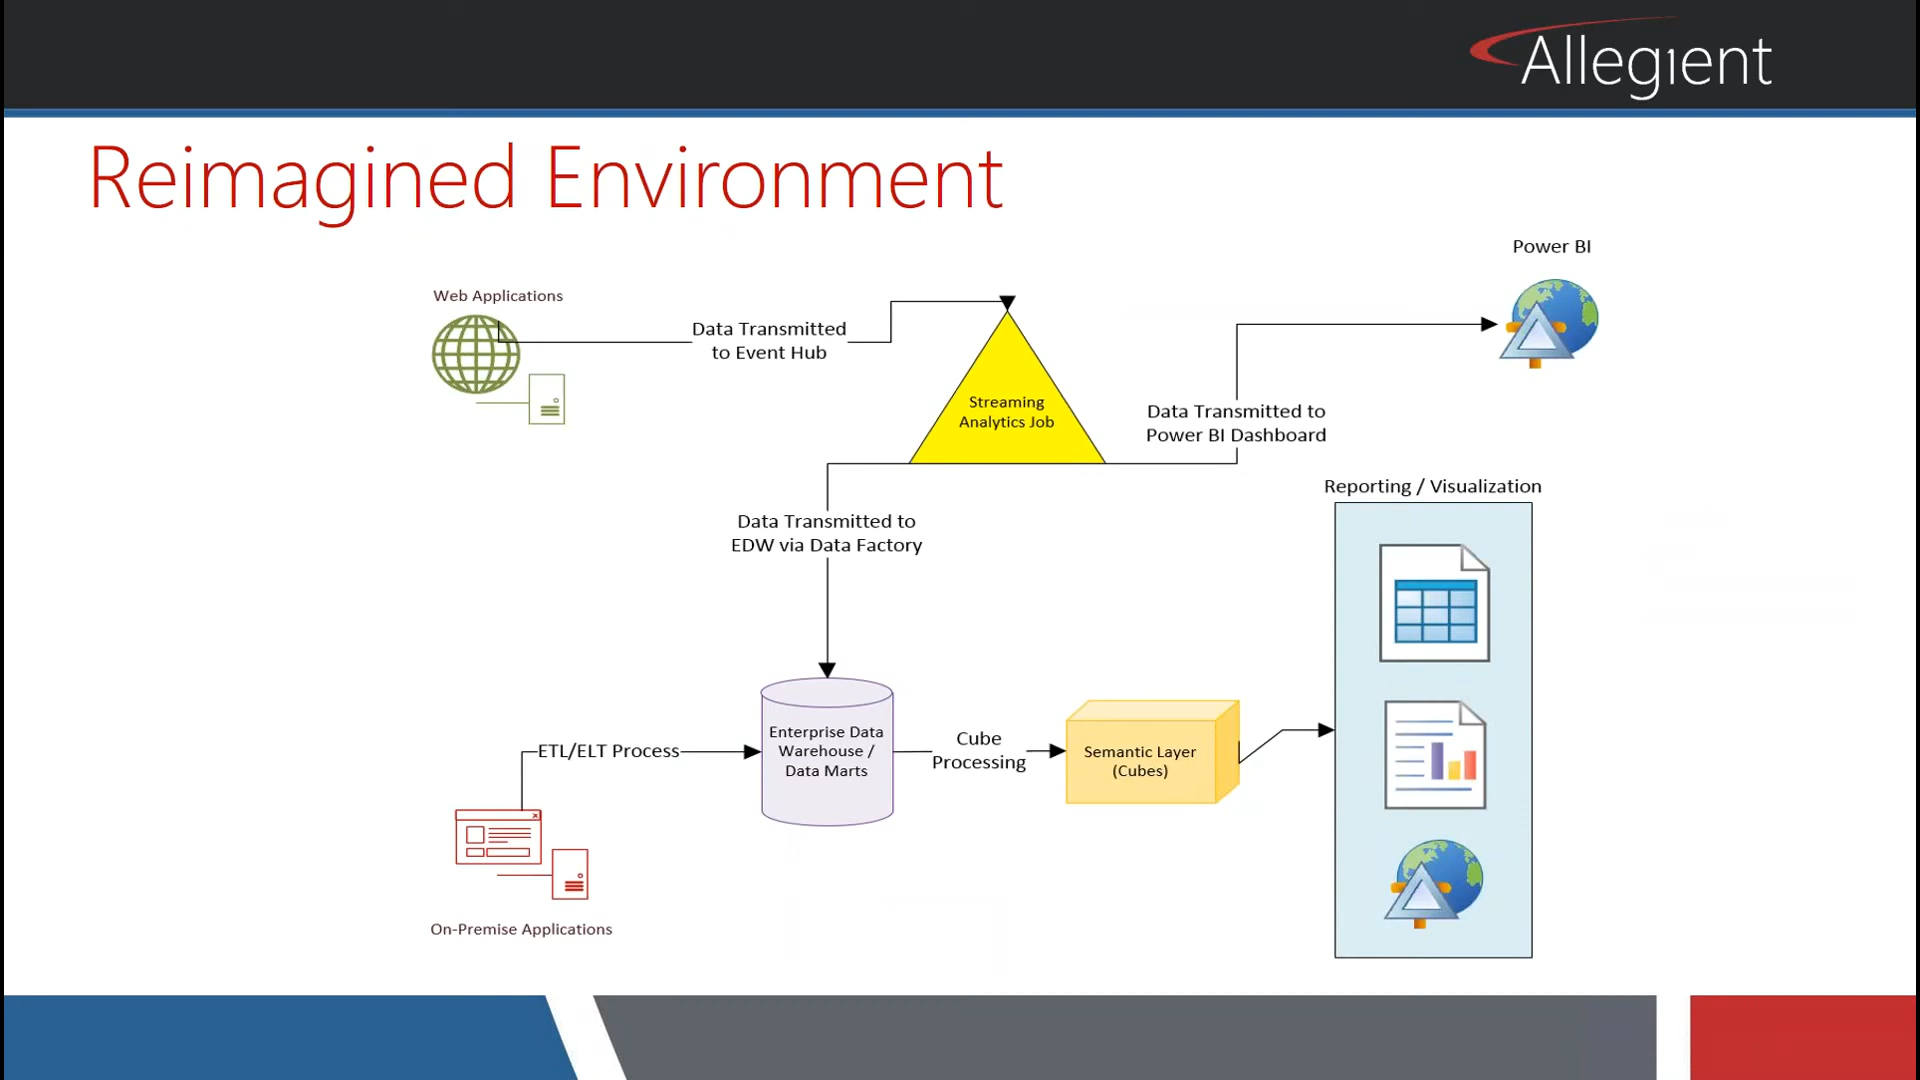 Allegient
Reimagined Environment
Power BI
Web Applications
Data Transmitted
to Event Hub
Streaming
Analytics Job
Data Transmitted to
Power BI Dashboard
Reporting / Visualization
Data Transmitted to
EDW via Data Factory
Enterprise Data
Warehouse /
Data Marts
ETL/ELT Process
Cube
Processing
Semantic Layer
(Cubes)
On-Premise Applications